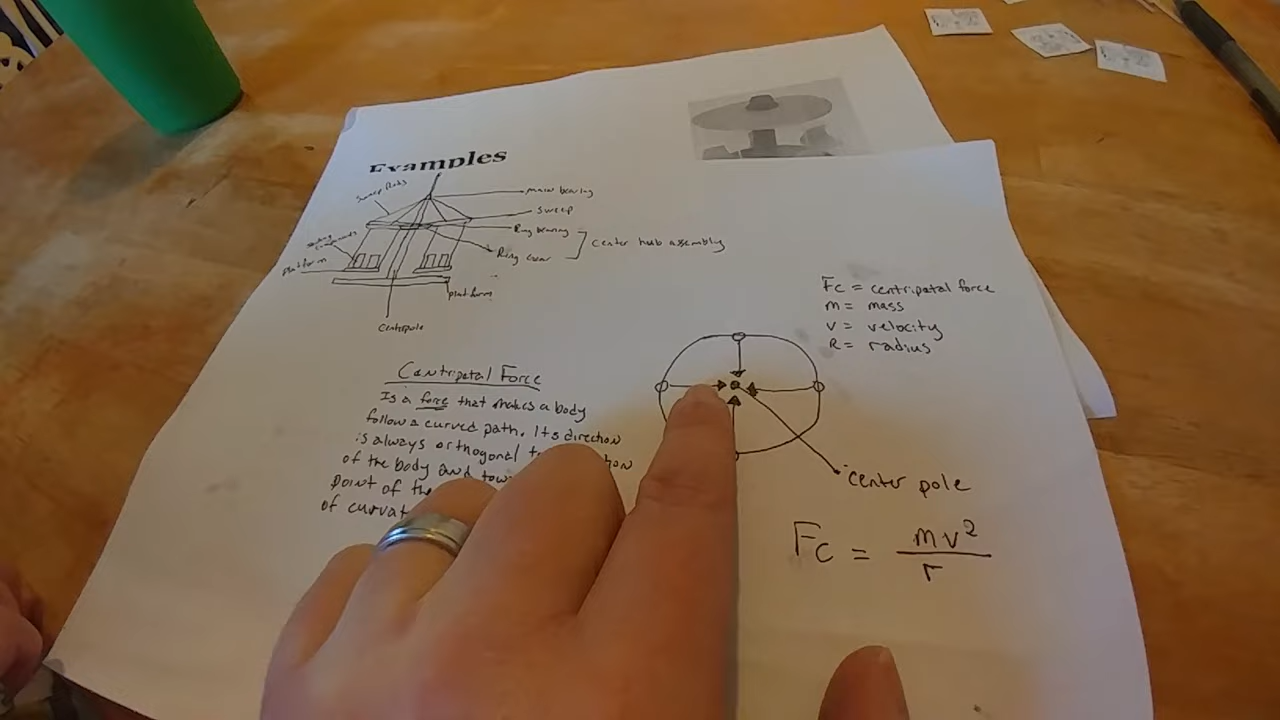 Examples
Sweep Rods
main bearing
Sweep
Ring bearing
center hub assembly
Ring Gear
platform
platform
Centerpole
Fc = centripatal force
m = mass
v = velocity
R = radius
Centripetal Force
Is a force that makes a body
follow a curved path. Its direction
is always orthogonal
of the body and
point of the
of curvat
center pole
Fc = mv²
r